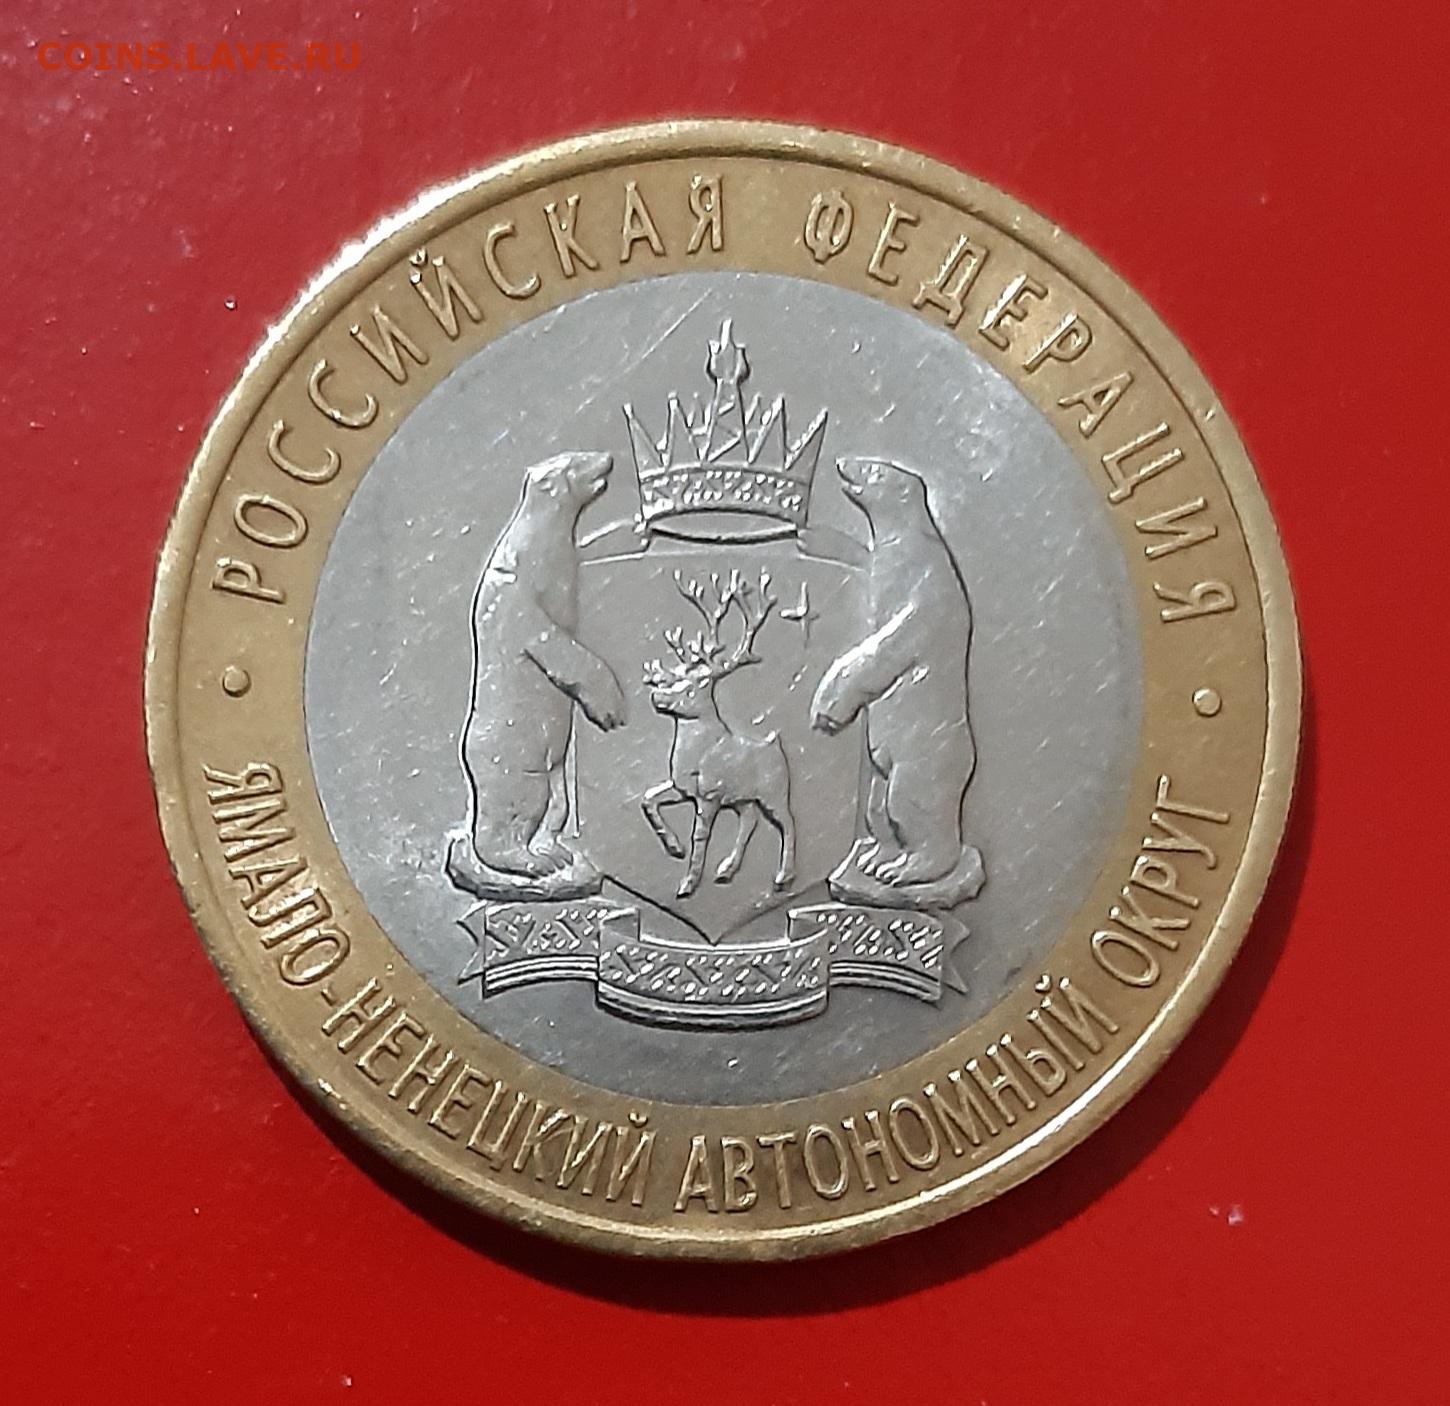 COINS.LAVE.RU
РОССИЙСКАЯ ФЕДЕРАЦИЯ
• ЯМАЛО-НЕНЕЦКИЙ АВТОНОМНЫЙ ОКРУГ •